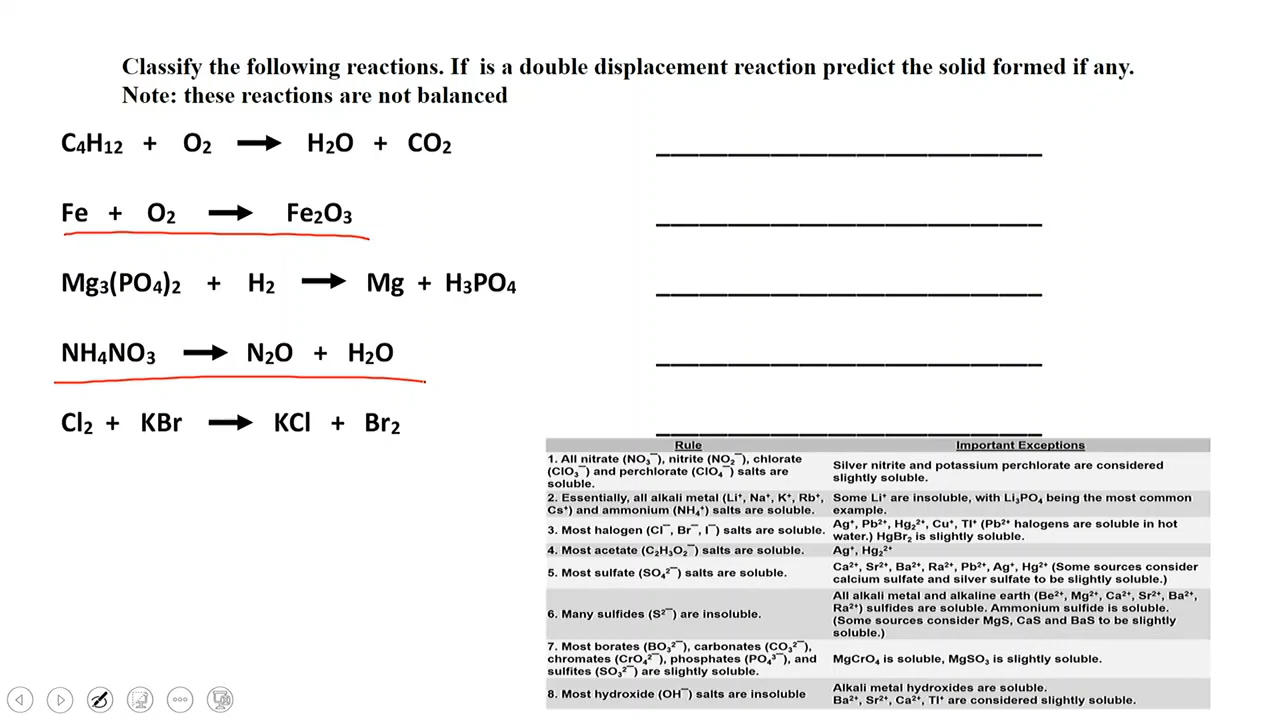 Classify the following reactions. If  is a double displacement reaction predict the solid formed if any.
Note: these reactions are not balanced
C₄H₁₂ + O₂ → H₂O + CO₂
Fe + O₂ → Fe₂O₃
Mg₃(PO₄)₂ + H₂ → Mg + H₃PO₄
NH₄NO₃ → N₂O + H₂O
Cl₂ + KBr → KCl + Br₂
Rule Important Exceptions
1. All nitrate (NO₃⁻), nitrite (NO₂⁻), chlorate
(ClO₃⁻) and perchlorate (ClO₄⁻) salts are
soluble.
Silver nitrite and potassium perchlorate are considered
slightly soluble.
2. Essentially, all alkali metal (Li⁺, Na⁺, K⁺, Rb⁺,
Cs⁺) and ammonium (NH₄⁺) salts are soluble.
Some Li⁺ are insoluble, with Li₃PO₄ being the most common
example.
3. Most halogen (Cl⁻, Br⁻, I⁻) salts are soluble.
Ag⁺, Pb²⁺, Hg₂²⁺, Cu⁺, Tl⁺ (Pb²⁺ halogens are soluble in hot
water.) HgBr₂ is slightly soluble.
4. Most acetate (C₂H₃O₂⁻) salts are soluble.
Ag⁺, Hg₂²⁺
5. Most sulfate (SO₄²⁻) salts are soluble.
Ca²⁺, Sr²⁺, Ba²⁺, Ra²⁺, Pb²⁺, Ag⁺, Hg²⁺ (Some sources consider
calcium sulfate and silver sulfate to be slightly soluble.)
6. Many sulfides (S²⁻) are insoluble.
All alkali metal and alkaline earth (Be²⁺, Mg²⁺, Ca²⁺, Sr²⁺, Ba²⁺,
Ra²⁺) sulfides are soluble. Ammonium sulfide is soluble.
(Some sources consider MgS, CaS and BaS to be slightly
soluble.)
7. Most borates (BO₃²⁻), carbonates (CO₃²⁻),
chromates (CrO₄²⁻), phosphates (PO₄³⁻), and
sulfites (SO₃²⁻) are slightly soluble.
MgCrO₄ is soluble, MgSO₃ is slightly soluble.
8. Most hydroxide (OH⁻) salts are insoluble
Alkali metal hydroxides are soluble.
Ba²⁺, Sr²⁺, Ca²⁺, Tl⁺ are considered slightly soluble.